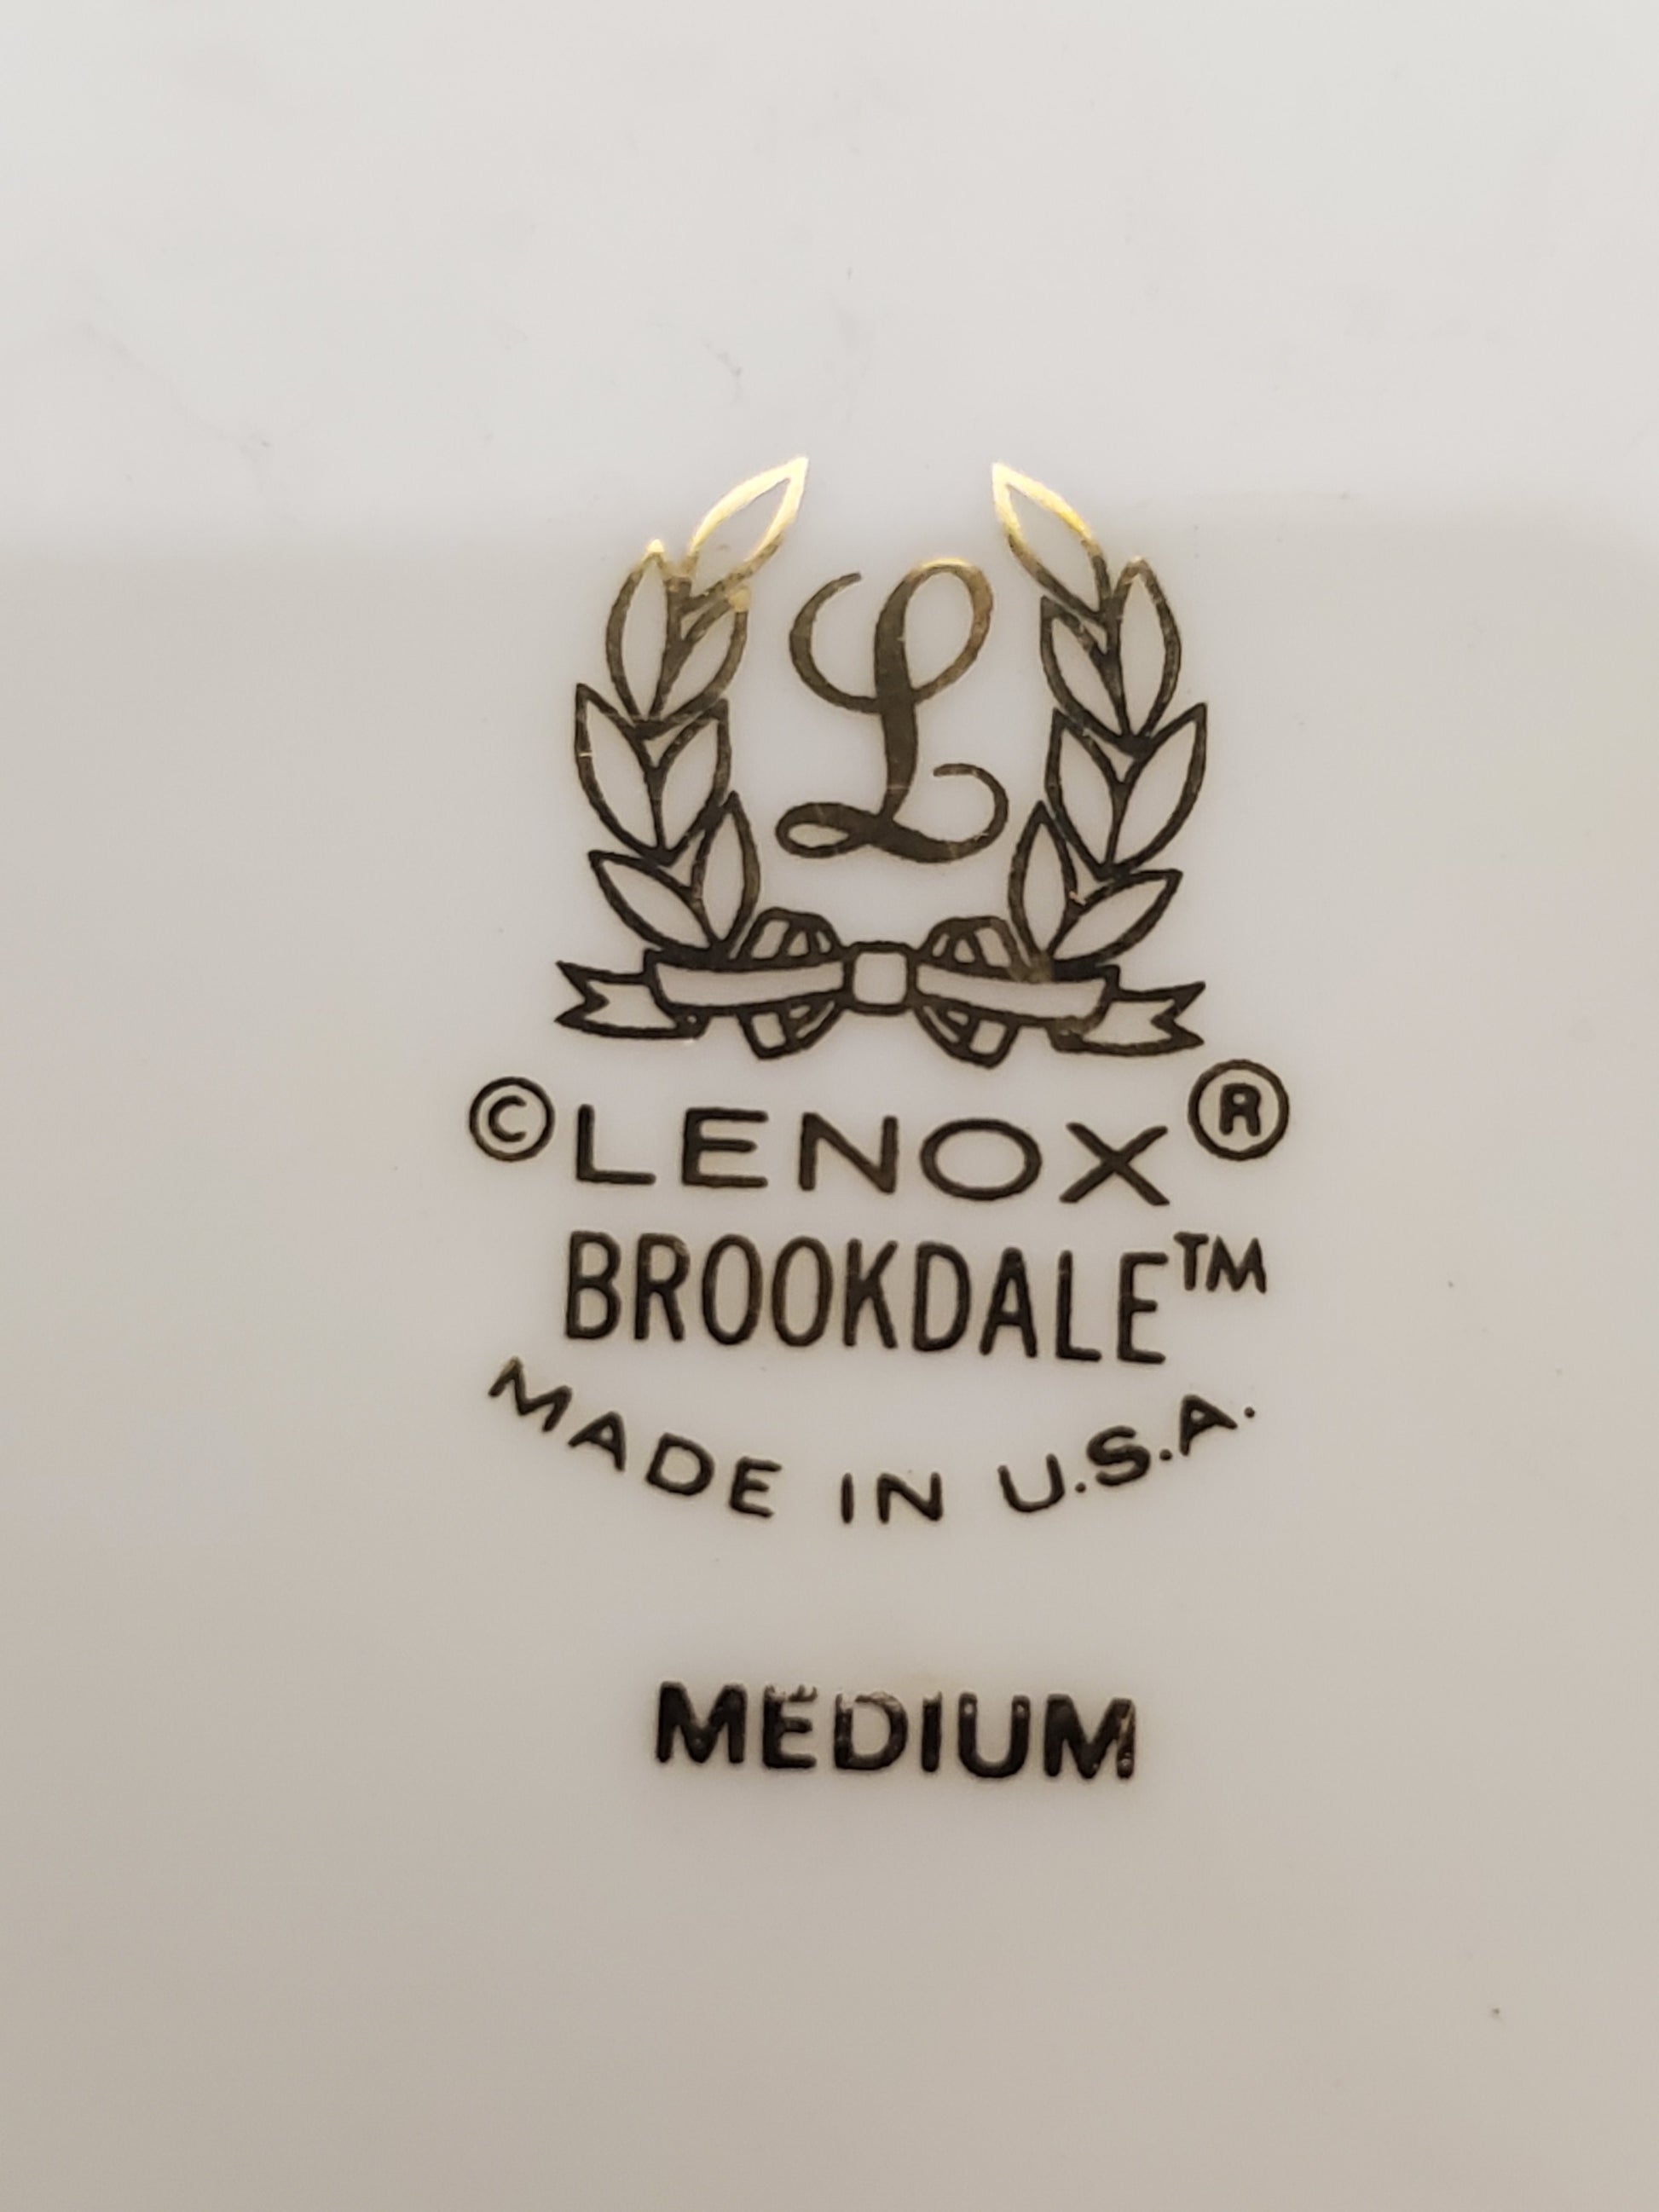 L
©LENOX®
BROOKDALE™
MADE IN U.S.A.
MEDIUM